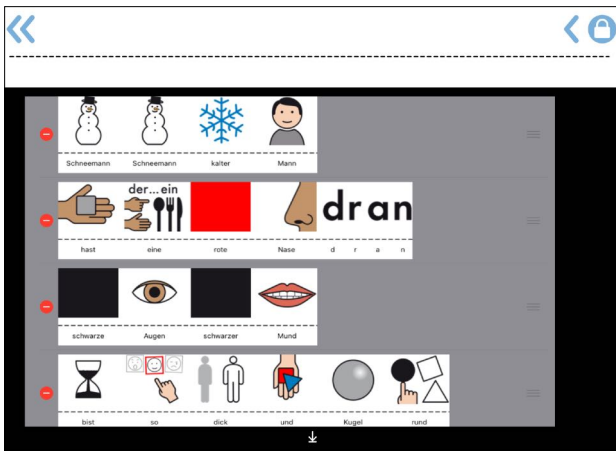 Schneemann Schneemann kalter Mann
der...ein
dran
hast eine rote Nase d r a n
schwarze Augen schwarzer Mund
bist so dick und Kugel rund